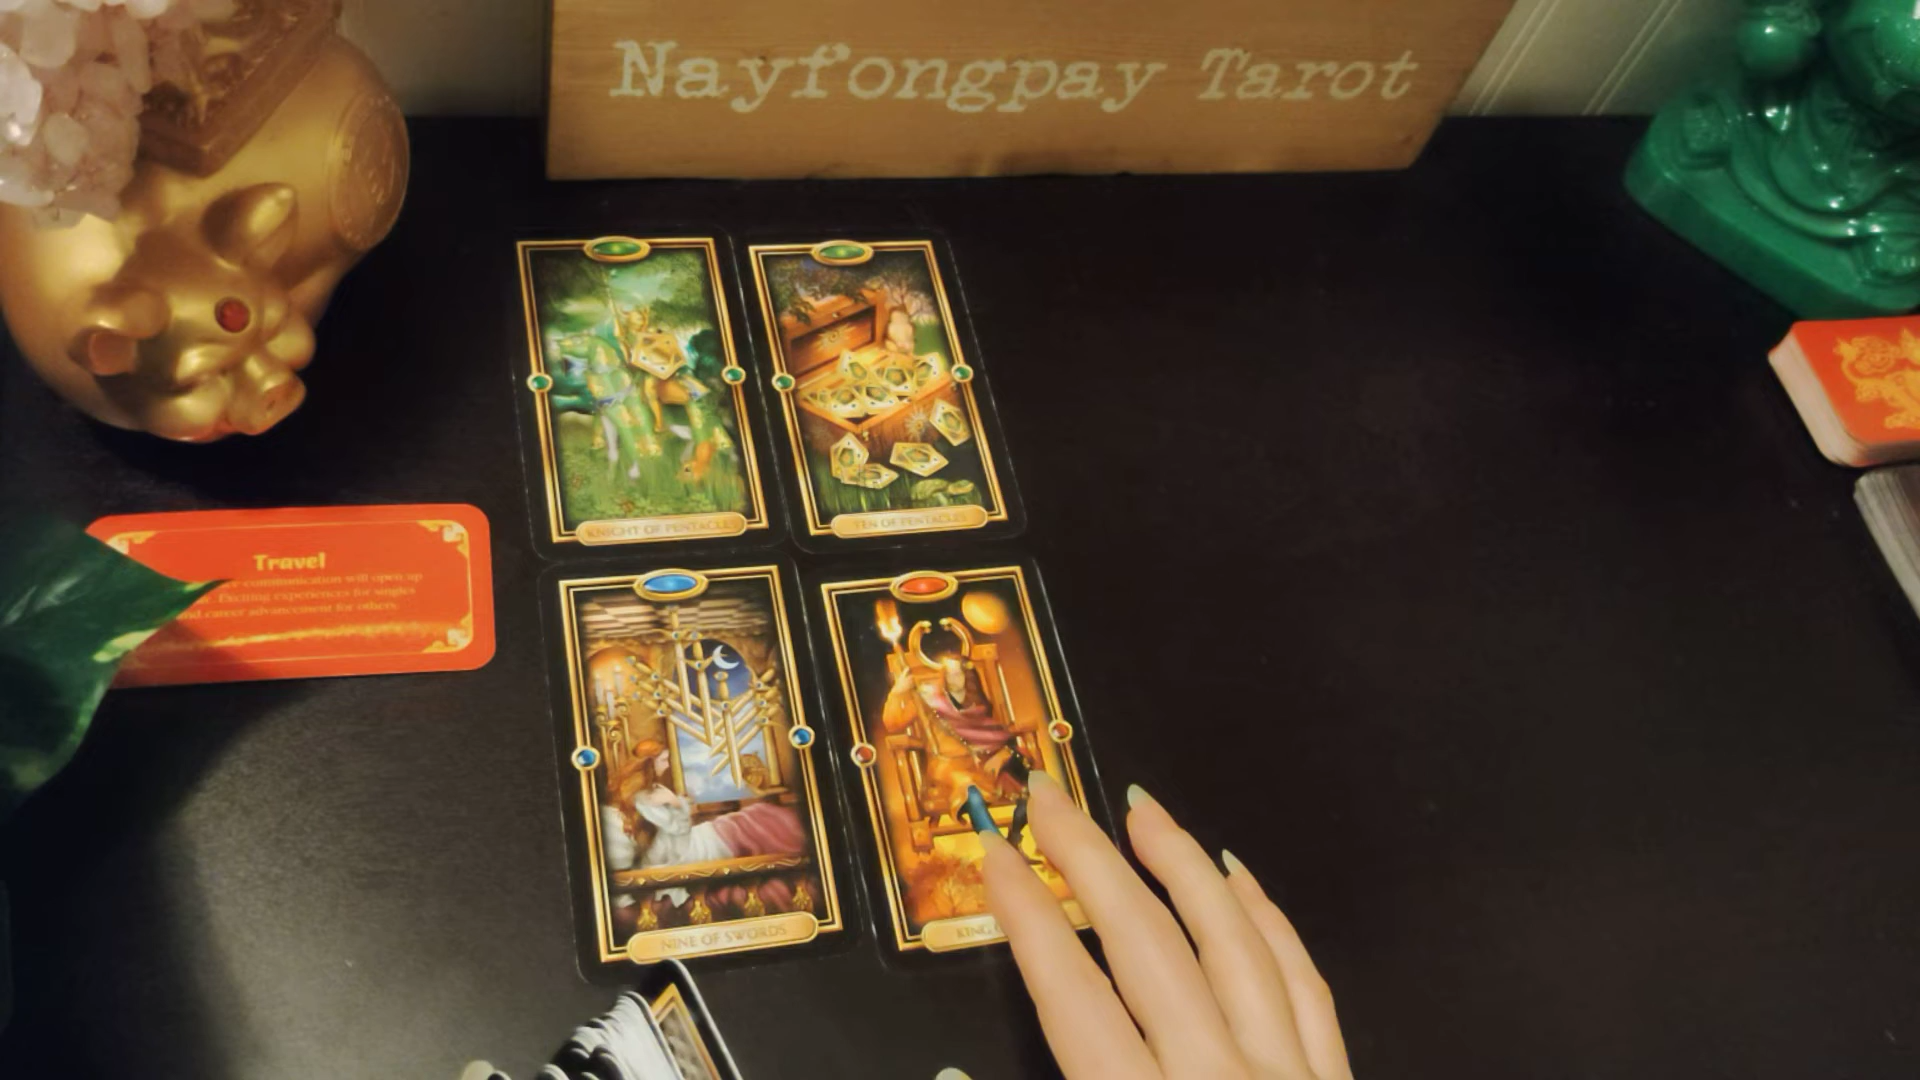 Nayfongpay Tarot
KNIGHT OF PENTACLES
TEN OF PENTACLES
Travel
communication will open up
Exciting experiences for singles
and career advancement for others.
NINE OF SWORDS
KING